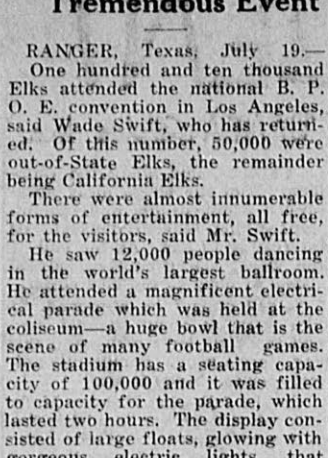 Tremendous Event
RANGER, Texas, July 19.—
One hundred and ten thousand
Elks attended the national B. P.
O. E. convention in Los Angeles,
said Wade Swift, who has return-
ed. Of this number, 50,000 were
out-of-State Elks, the remainder
being California Elks.
There were almost innumerable
forms of entertainment, all free,
for the visitors, said Mr. Swift.
He saw 12,000 people dancing
in the world's largest ballroom.
He attended a magnificent electri-
cal parade which was held at the
coliseum—a huge bowl that is the
scene of many football games.
The stadium has a seating capa-
city of 100,000 and it was filled
to capacity for the parade, which
lasted two hours. The display con-
sisted of large floats, glowing with
gorgeous electric lights that